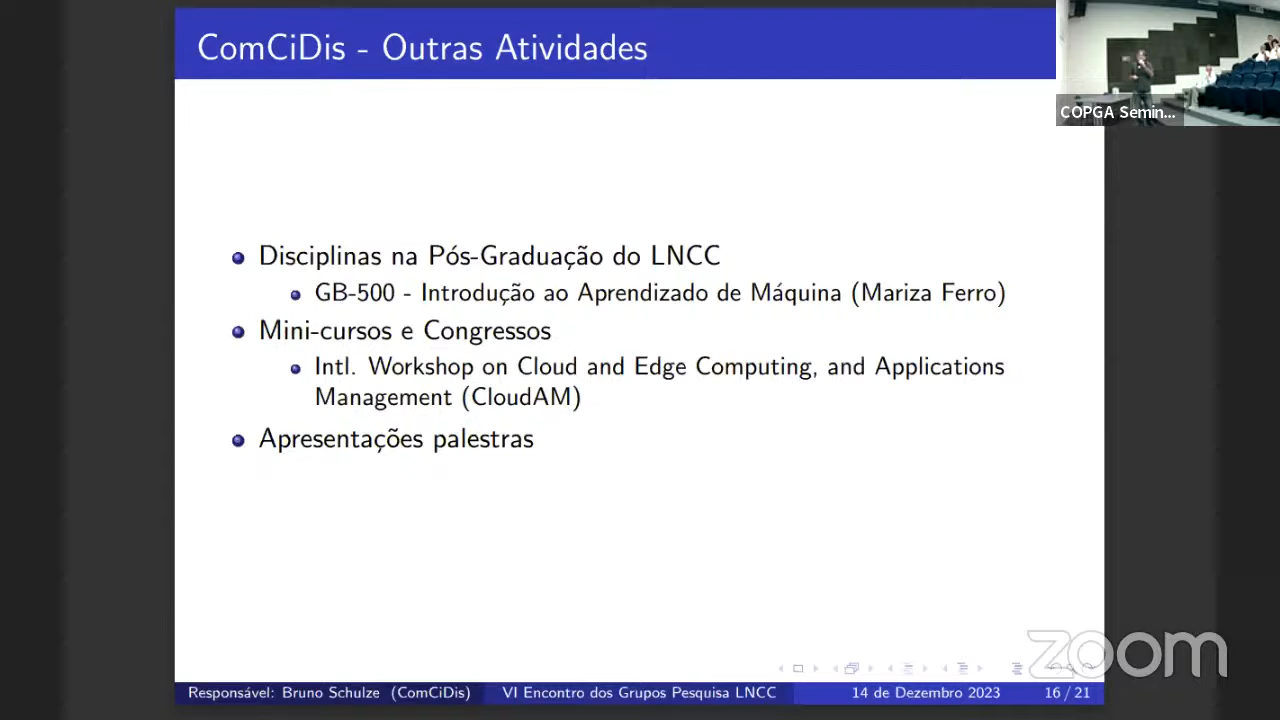 ComCiDis - Outras Atividades
COPGA Semin...
Disciplinas na Pós-Graduação do LNCC
GB-500 - Introdução ao Aprendizado de Máquina (Mariza Ferro)
Mini-cursos e Congressos
Intl. Workshop on Cloud and Edge Computing, and Applications
Management (CloudAM)
Apresentações palestras
zoom
Responsável: Bruno Schulze (ComCiDis) VI Encontro dos Grupos Pesquisa LNCC 14 de Dezembro 2023 16 / 21